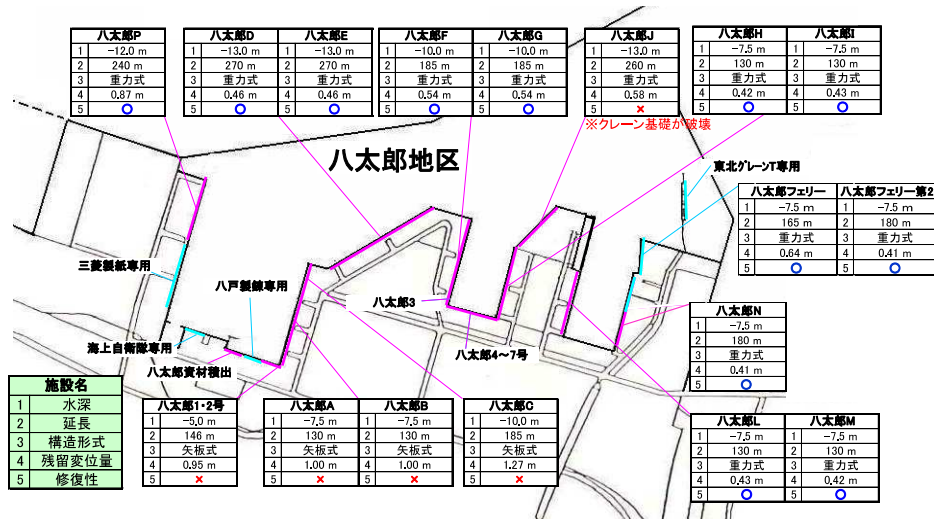 八太郎P
1 -12.0 m
2 240 m
3 重力式
4 0.87 m
5 ○
八太郎D 八太郎E
1 -13.0 m 1 -13.0 m
2 270 m 2 270 m
3 重力式 3 重力式
4 0.46 m 4 0.46 m
5 ○ 5 ○
八太郎F 八太郎G
1 -10.0 m 1 -10.0 m
2 185 m 2 185 m
3 重力式 3 重力式
4 0.54 m 4 0.54 m
5 ○ 5 ○
八太郎J
1 -13.0 m
2 260 m
3 重力式
4 0.58 m
5 ×
※クレーン基礎が破壊
八太郎H 八太郎I
1 -7.5 m 1 -7.5 m
2 130 m 2 130 m
3 重力式 3 重力式
4 0.42 m 4 0.43 m
5 ○ 5 ○
八太郎地区
東北グレーンT専用
八太郎フェリー 八太郎フェリー第2
1 -7.5 m 1 -7.5 m
2 165 m 2 180 m
3 重力式 3 重力式
4 0.64 m 4 0.41 m
5 ○ 5 ○
三菱製紙専用
八戸製錬専用
八太郎3
海上自衛隊専用
八太郎資材積出
八太郎4～7号
八太郎N
1 -7.5 m
2 180 m
3 重力式
4 0.41 m
5 ○
施設名
1 水深
2 延長
3 構造形式
4 残留変位量
5 修復性
八太郎1・2号
1 -5.0 m
2 146 m
3 矢板式
4 0.95 m
5 ×
八太郎A 八太郎B
1 -7.5 m 1 -7.5 m
2 130 m 2 130 m
3 矢板式 3 矢板式
4 1.00 m 4 1.00 m
5 × 5 ×
八太郎C
1 -10.0 m
2 185 m
3 矢板式
4 1.27 m
5 ×
八太郎L 八太郎M
1 -7.5 m 1 -7.5 m
2 130 m 2 130 m
3 重力式 3 重力式
4 0.43 m 4 0.42 m
5 ○ 5 ○